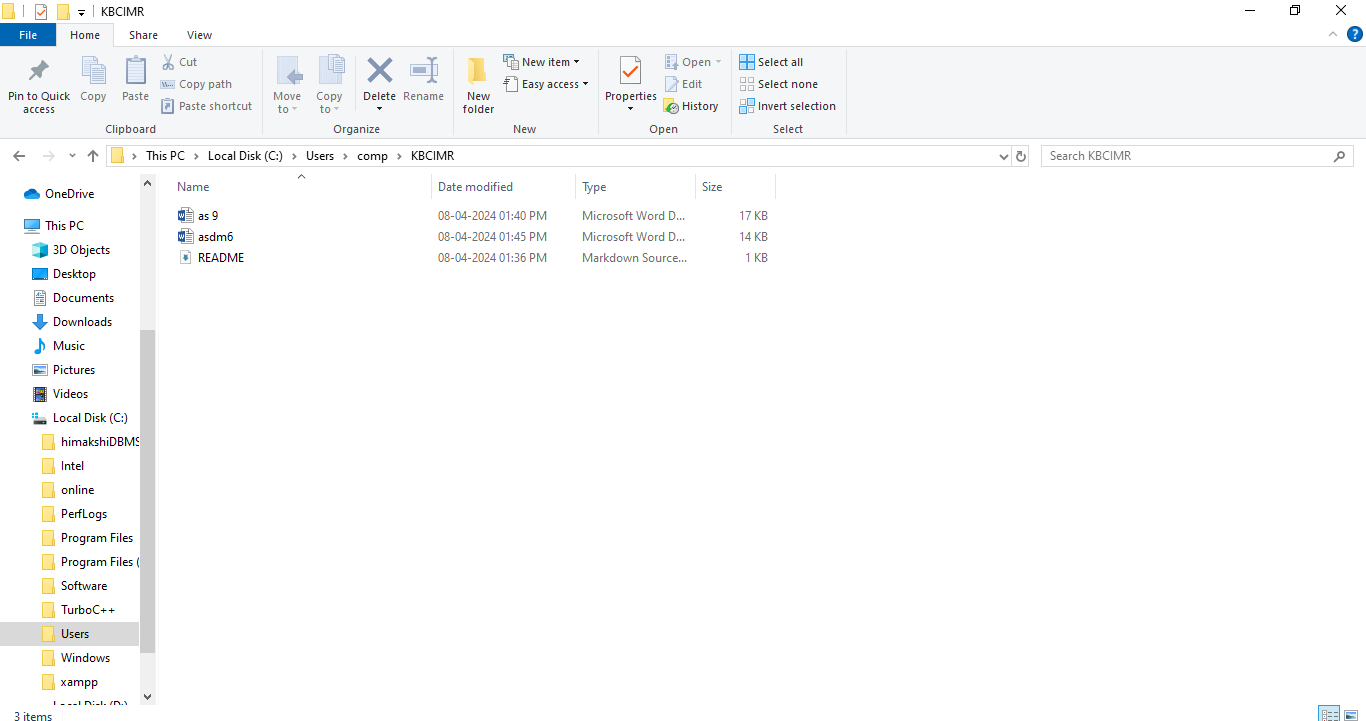 KBCIMR
File Home Share View
Pin to Quick access
Copy
Paste
Cut
Copy path
Paste shortcut
Clipboard
Move to
Copy to
Delete
Rename
Organize
New folder
New item
Easy access
New
Properties
Open
Edit
History
Open
Select all
Select none
Invert selection
Select
This PC Local Disk (C:) Users comp KBCIMR
Search KBCIMR
OneDrive
This PC
3D Objects
Desktop
Documents
Downloads
Music
Pictures
Videos
Local Disk (C:)
himakshiDBMS
Intel
online
PerfLogs
Program Files
Program Files (
Software
TurboC++
Users
Windows
xampp
Local Disk (D:)
Name Date modified Type Size
as 9 08-04-2024 01:40 PM Microsoft Word D... 17 KB
asdm6 08-04-2024 01:45 PM Microsoft Word D... 14 KB
README 08-04-2024 01:36 PM Markdown Source... 1 KB
3 items